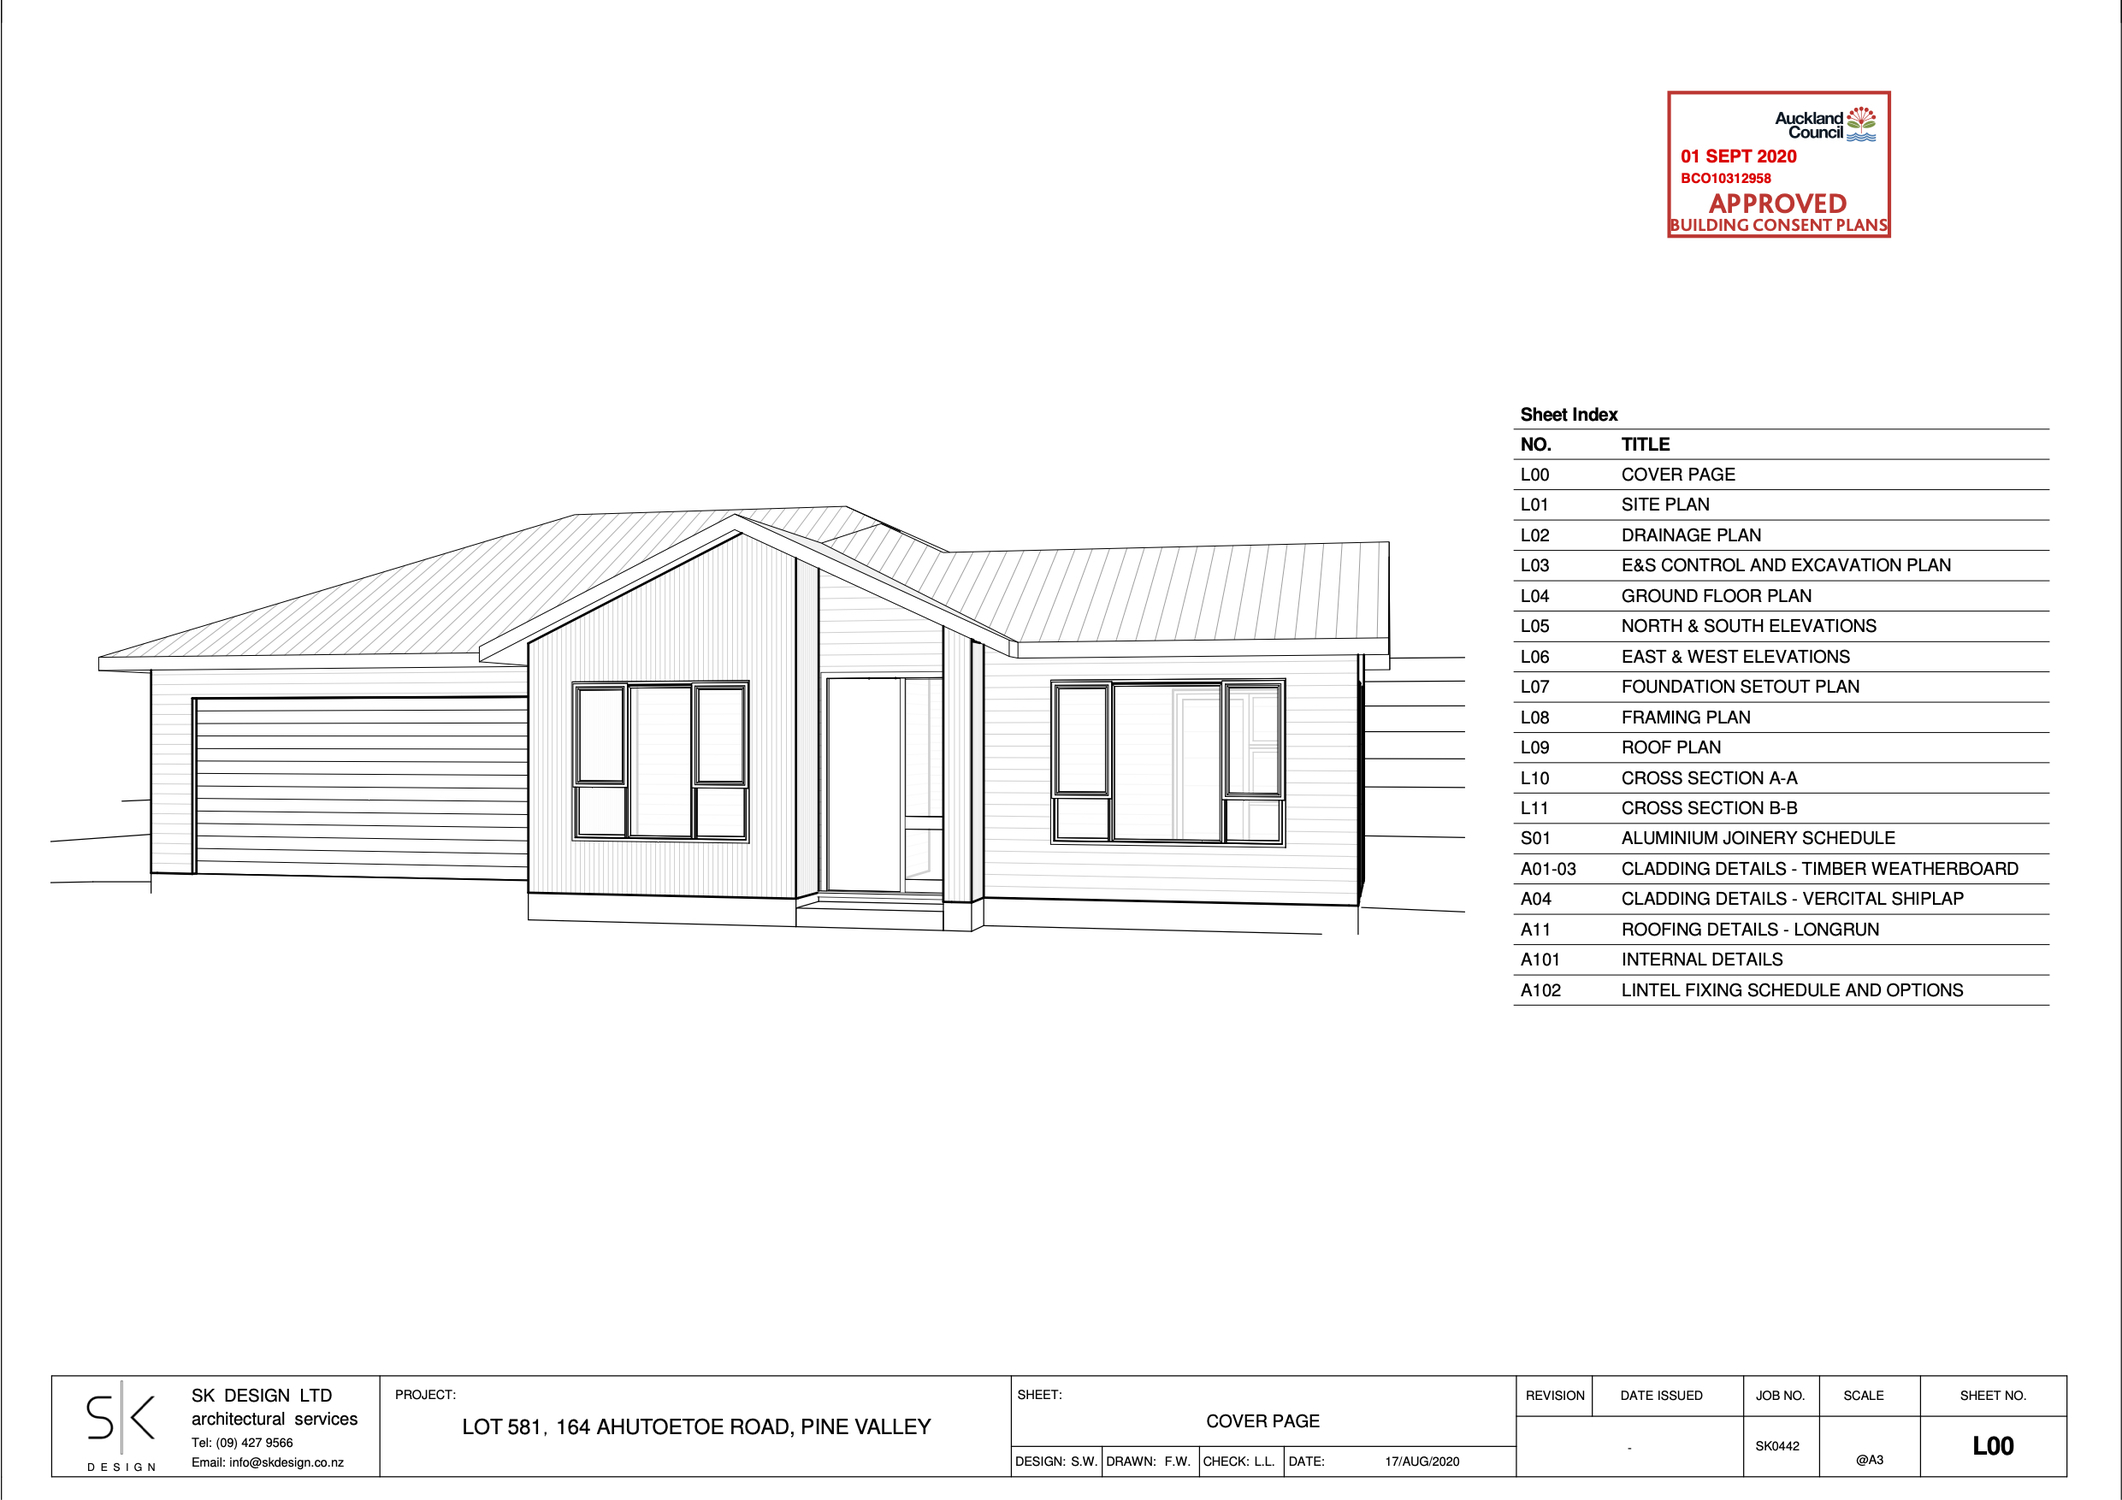 Auckland
Council
01 SEPT 2020
BCO10312958
APPROVED
BUILDING CONSENT PLANS
Sheet Index
NO. TITLE
L00 COVER PAGE
L01 SITE PLAN
L02 DRAINAGE PLAN
L03 E&S CONTROL AND EXCAVATION PLAN
L04 GROUND FLOOR PLAN
L05 NORTH & SOUTH ELEVATIONS
L06 EAST & WEST ELEVATIONS
L07 FOUNDATION SETOUT PLAN
L08 FRAMING PLAN
L09 ROOF PLAN
L10 CROSS SECTION A-A
L11 CROSS SECTION B-B
S01 ALUMINIUM JOINERY SCHEDULE
A01-03 CLADDING DETAILS - TIMBER WEATHERBOARD
A04 CLADDING DETAILS - VERCITAL SHIPLAP
A11 ROOFING DETAILS - LONGRUN
A101 INTERNAL DETAILS
A102 LINTEL FIXING SCHEDULE AND OPTIONS
SK
DESIGN
SK DESIGN LTD
architectural services
Tel: (09) 427 9566
Email: info@skdesign.co.nz
PROJECT:
LOT 581, 164 AHUTOETOE ROAD, PINE VALLEY
SHEET:
COVER PAGE
DESIGN: S.W. DRAWN: F.W. CHECK: L.L. DATE: 17/AUG/2020
REVISION DATE ISSUED JOB NO. SCALE SHEET NO.
- SK0442 @A3 L00